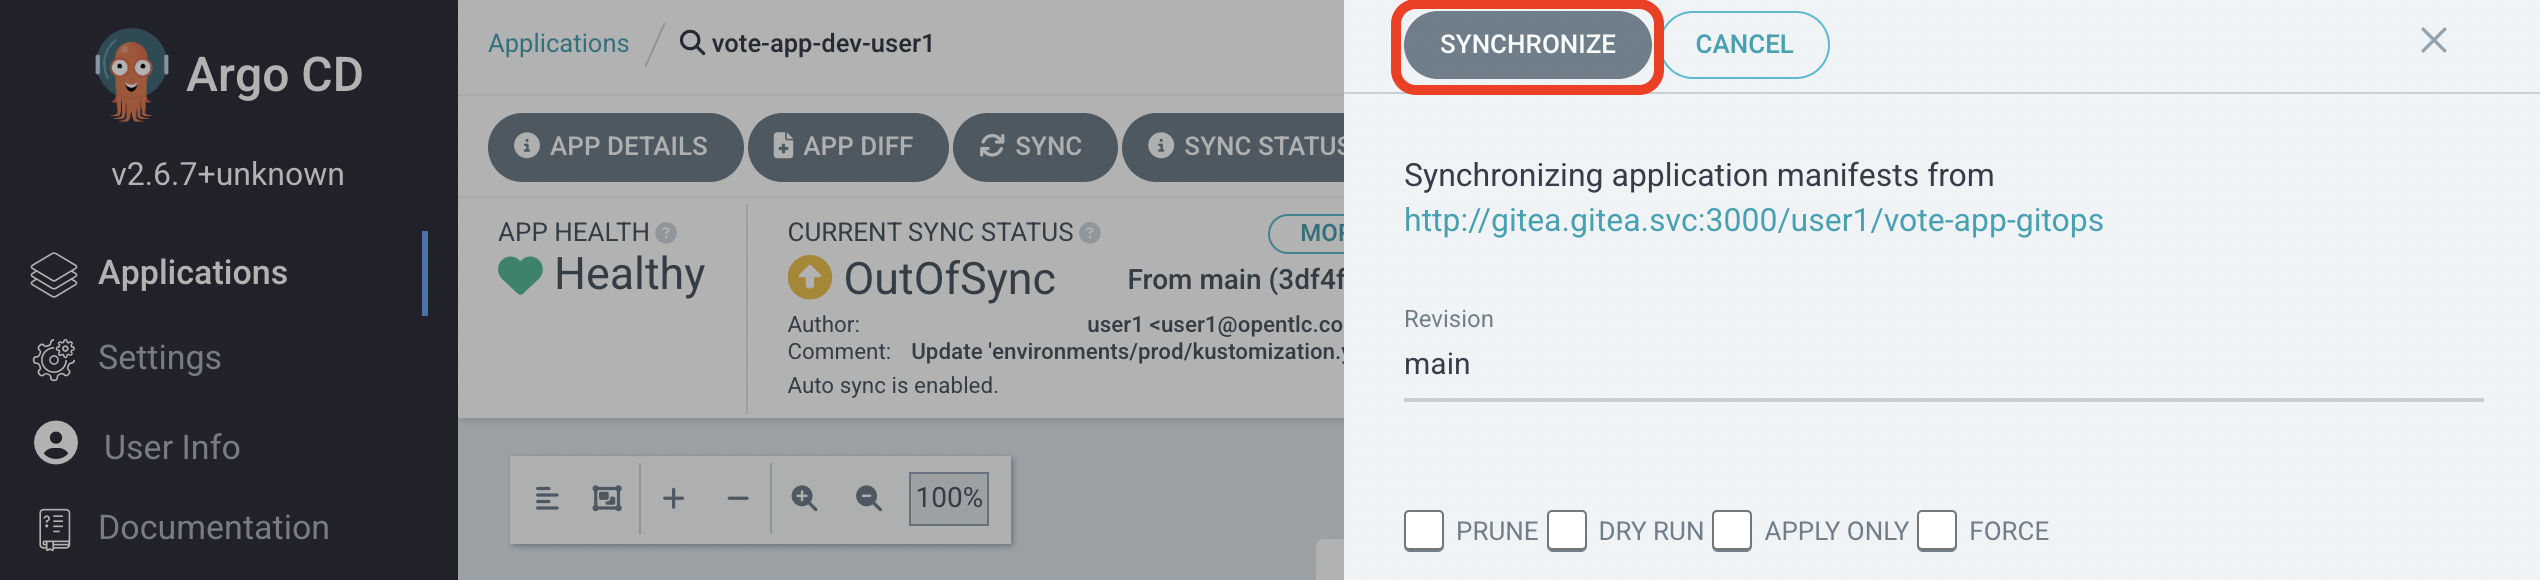 Argo CD
v2.6.7+unknown
Applications
Settings
User Info
Documentation
Applications / vote-app-dev-user1
APP DETAILS APP DIFF SYNC SYNC STATUS
APP HEALTH
Healthy
CURRENT SYNC STATUS
OutOfSync From main (3df4f
Author: user1 <user1@opentlc.co
Comment: Update 'environments/prod/kustomization.
Auto sync is enabled.
100%
SYNCHRONIZE CANCEL
Synchronizing application manifests from
http://gitea.gitea.svc:3000/user1/vote-app-gitops
Revision
main
PRUNE DRY RUN APPLY ONLY FORCE